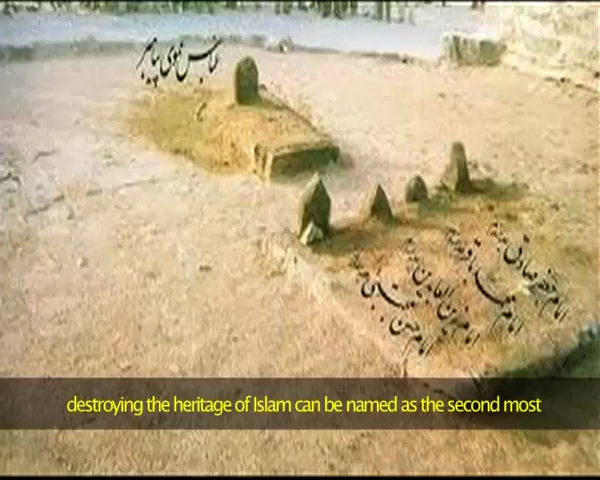 عباس عموی پیامبر
امام جعفر صادق
امام محمد باقر
امام زین العابدین
امام حسن مجتبی
destroying the heritage of Islam can be named as the second most